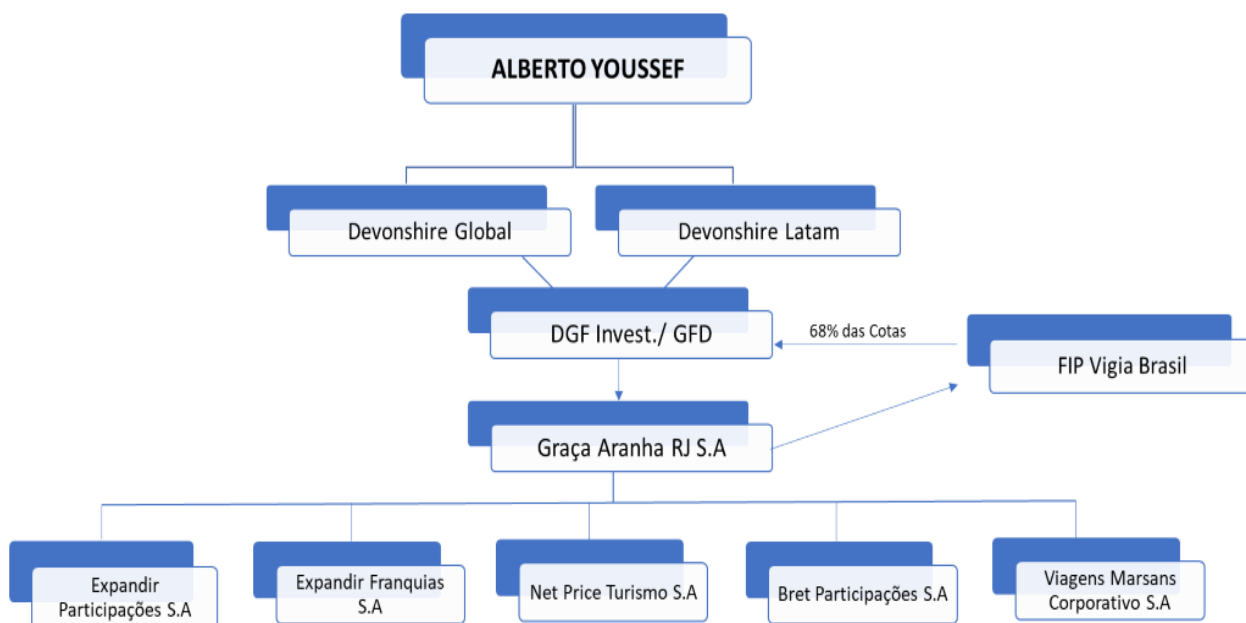 ALBERTO YOUSSEF
Devonshire Global
Devonshire Latam
DGF Invest./ GFD
68% das Cotas
FIP Vigia Brasil
Graça Aranha RJ S.A
Expandir
Participações S.A
Expandir Franquias
S.A
Net Price Turismo S.A
Bret Participações S.A
Viagens Marsans
Corporativo S.A